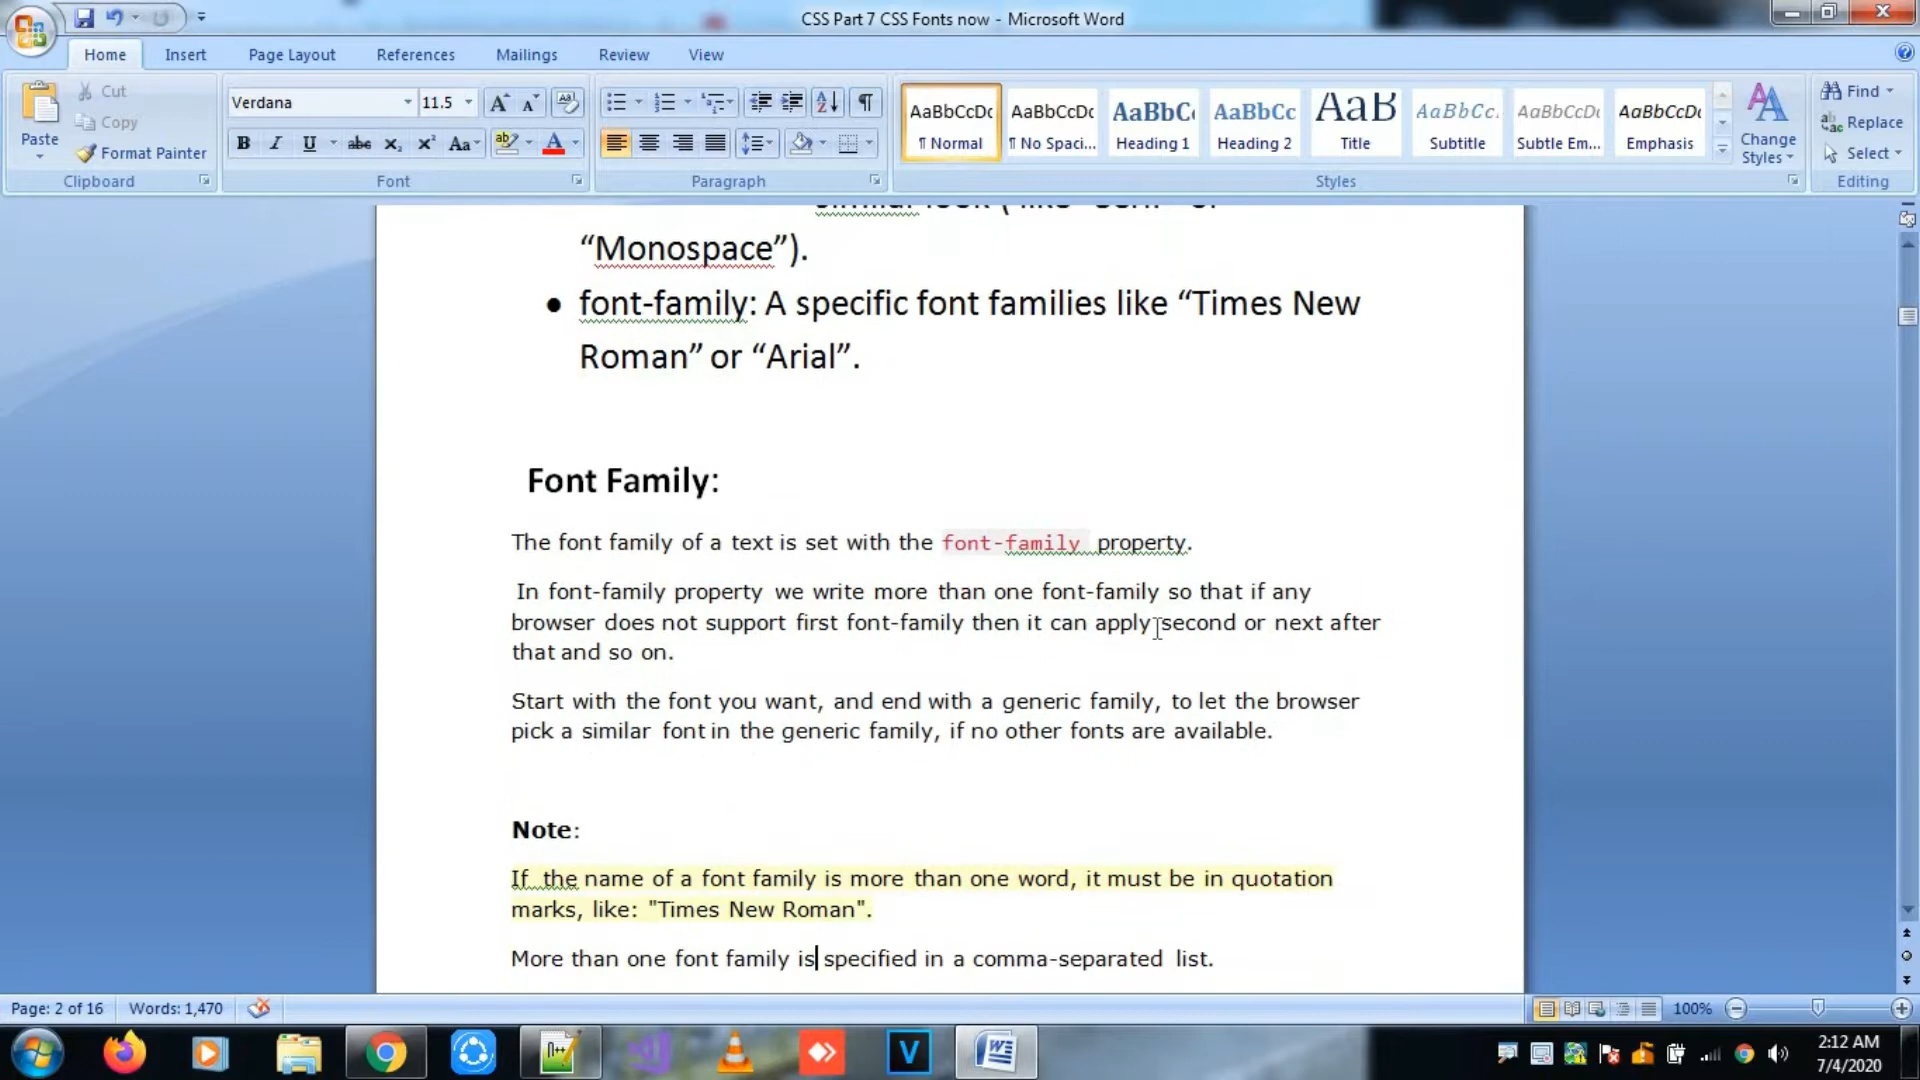 CSS Part 7 CSS Fonts now - Microsoft Word
Home Insert Page Layout References Mailings Review View
Paste
Cut
Copy
Format Painter
Clipboard
Verdana 11.5
Font
Paragraph
AaBbCcDc AaBbCcDc AaBbC AaBbCc AaB AaBbCc. AaBbCcDc AaBbCcDc
¶ Normal ¶ No Spaci... Heading 1 Heading 2 Title Subtitle Subtle Em... Emphasis
Change Styles
Styles
Find
Replace
Select
Editing
similar look ( like
“Monospace”).
● font-family: A specific font families like “Times New
Roman” or “Arial”.
Font Family:
The font family of a text is set with the font-family property.
In font-family property we write more than one font-family so that if any
browser does not support first font-family then it can apply second or next after
that and so on.
Start with the font you want, and end with a generic family, to let the browser
pick a similar font in the generic family, if no other fonts are available.
Note:
If the name of a font family is more than one word, it must be in quotation
marks, like: "Times New Roman".
More than one font family is specified in a comma-separated list.
Page: 2 of 16 Words: 1,470 100%
2:12 AM
7/4/2020